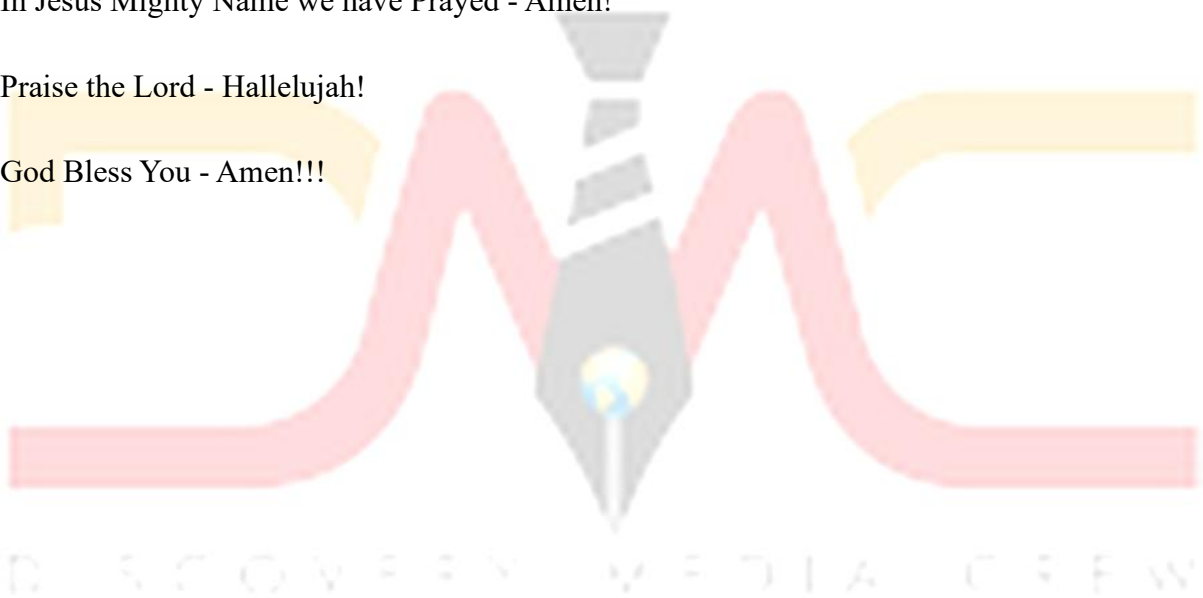 In Jesus Mighty Name we have Prayed - Amen!
Praise the Lord - Hallelujah!
God Bless You - Amen!!!
DISCOVERY MEDIA CREW